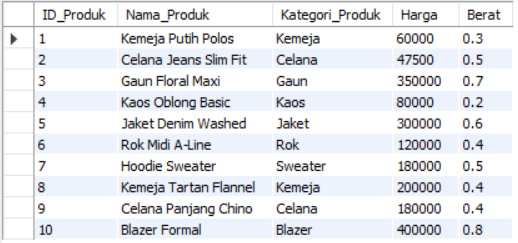 ID_Produk Nama_Produk Kategori_Produk Harga Berat
1 Kemeja Putih Polos Kemeja 60000 0.3
2 Celana Jeans Slim Fit Celana 47500 0.5
3 Gaun Floral Maxi Gaun 350000 0.7
4 Kaos Oblong Basic Kaos 80000 0.2
5 Jaket Denim Washed Jaket 300000 0.6
6 Rok Midi A-Line Rok 120000 0.4
7 Hoodie Sweater Sweater 180000 0.5
8 Kemeja Tartan Flannel Kemeja 200000 0.4
9 Celana Panjang Chino Celana 180000 0.4
10 Blazer Formal Blazer 400000 0.8